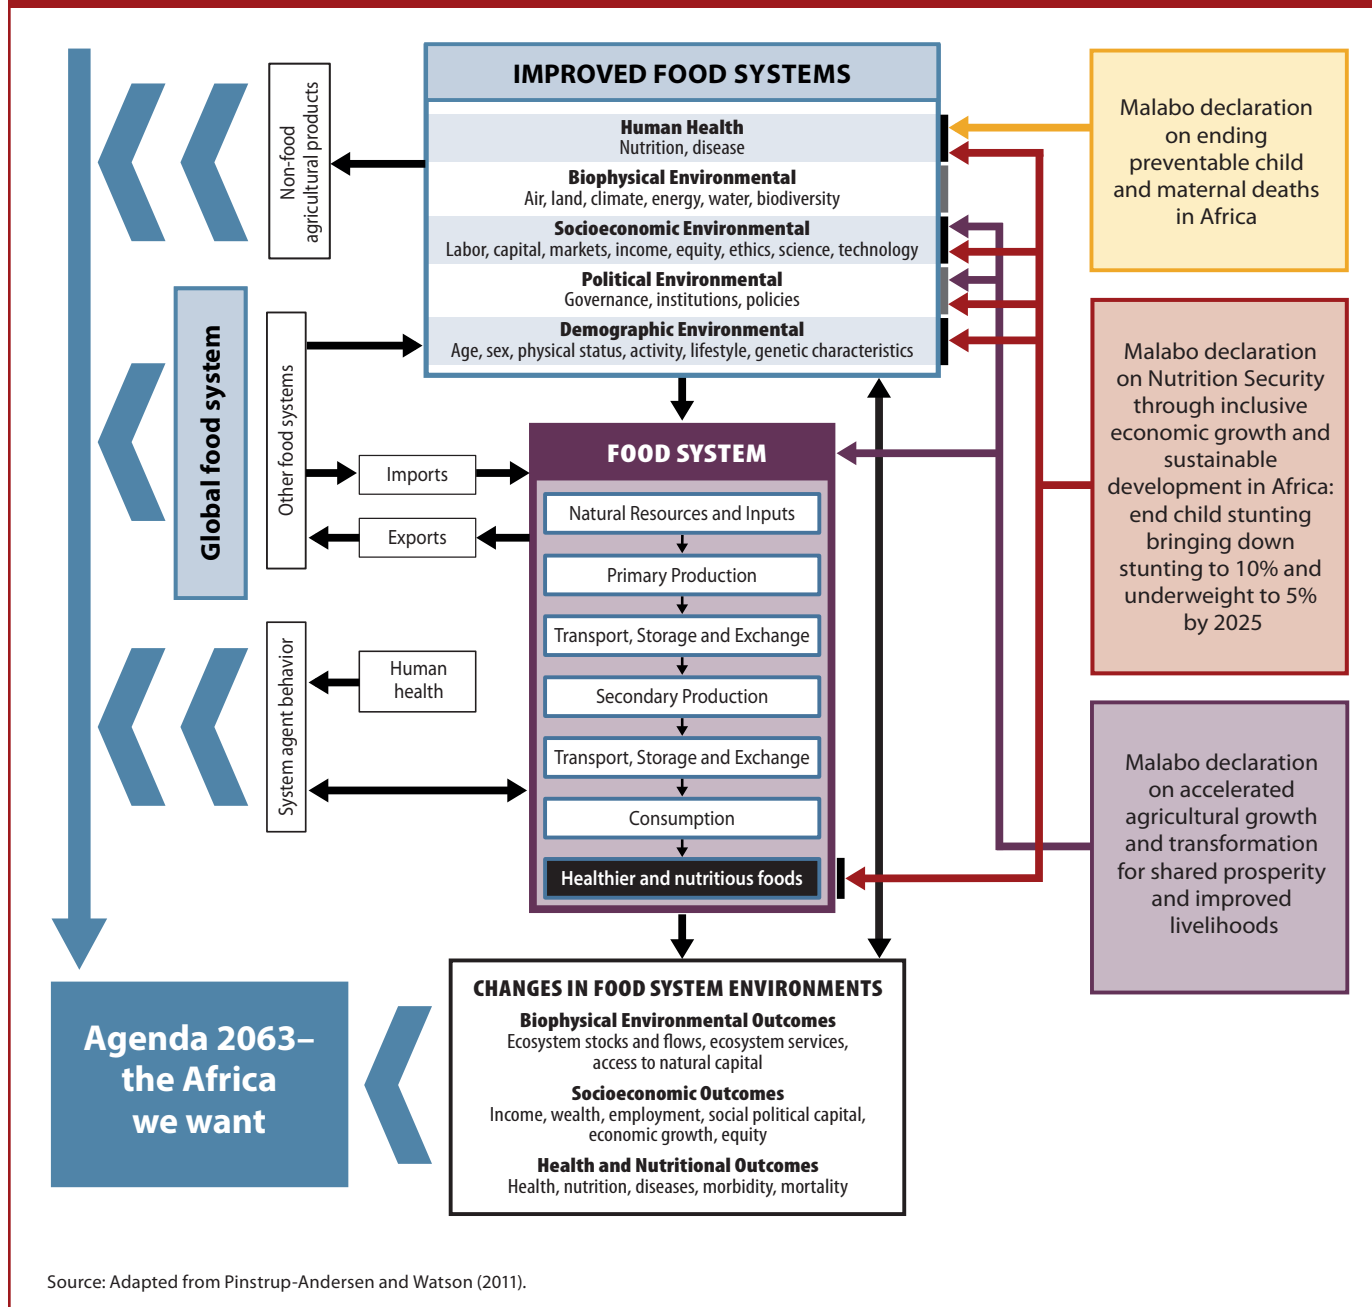 IMPROVED FOOD SYSTEMS
Human Health
Nutrition, disease
Biophysical Environmental
Air, land, climate, energy, water, biodiversity
Socioeconomic Environmental
Labor, capital, markets, income, equity, ethics, science, technology
Political Environmental
Governance, institutions, policies
Demographic Environmental
Age, sex, physical status, activity, lifestyle, genetic characteristics
Non-food
agricultural products
Global food system
Other food systems
Imports
Exports
System agent behavior
Human
health
FOOD SYSTEM
Natural Resources and Inputs
Primary Production
Transport, Storage and Exchange
Secondary Production
Transport, Storage and Exchange
Consumption
Healthier and nutritious foods
Malabo declaration
on ending
preventable child
and maternal deaths
in Africa
Malabo declaration
on Nutrition Security
through inclusive
economic growth and
sustainable
development in Africa:
end child stunting
bringing down
stunting to 10% and
underweight to 5%
by 2025
Malabo declaration
on accelerated
agricultural growth
and transformation
for shared prosperity
and improved
livelihoods
CHANGES IN FOOD SYSTEM ENVIRONMENTS
Biophysical Environmental Outcomes
Ecosystem stocks and flows, ecosystem services,
access to natural capital
Socioeconomic Outcomes
Income, wealth, employment, social political capital,
economic growth, equity
Health and Nutritional Outcomes
Health, nutrition, diseases, morbidity, mortality
Agenda 2063–
the Africa
we want
Source: Adapted from Pinstrup-Andersen and Watson (2011).